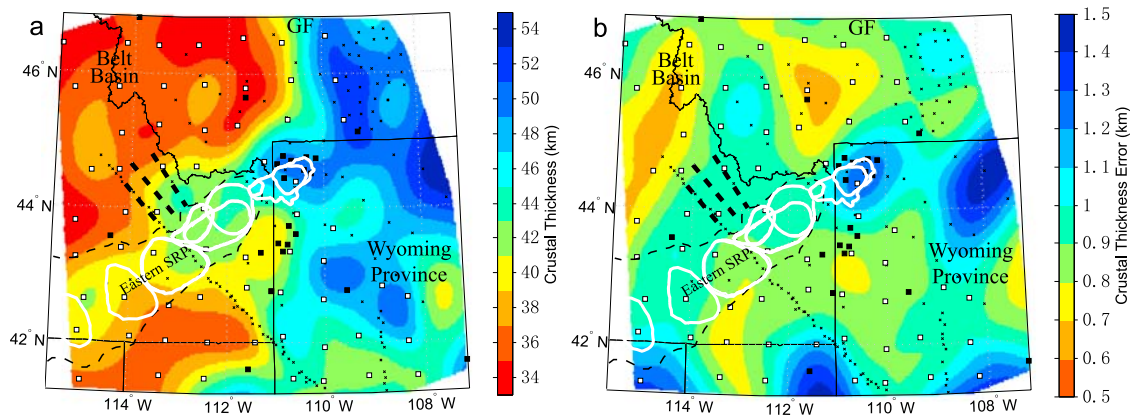 a
GF
Belt
Basin
46° N
44° N
42° N
Eastern SRP
Wyoming
Province
114 W
112 W
110 W
108 W
54
52
50
48
46
44
42
40
38
36
34
Crustal Thickness (km)
b
GF
Belt
Basin
46° N
44° N
42° N
Eastern SRP
Wyoming
Province
114° W
112° W
110° W
108° W
1.5
1.4
1.3
1.2
1.1
1
0.9
0.8
0.7
0.6
0.5
Crustal Thickness Error (km)